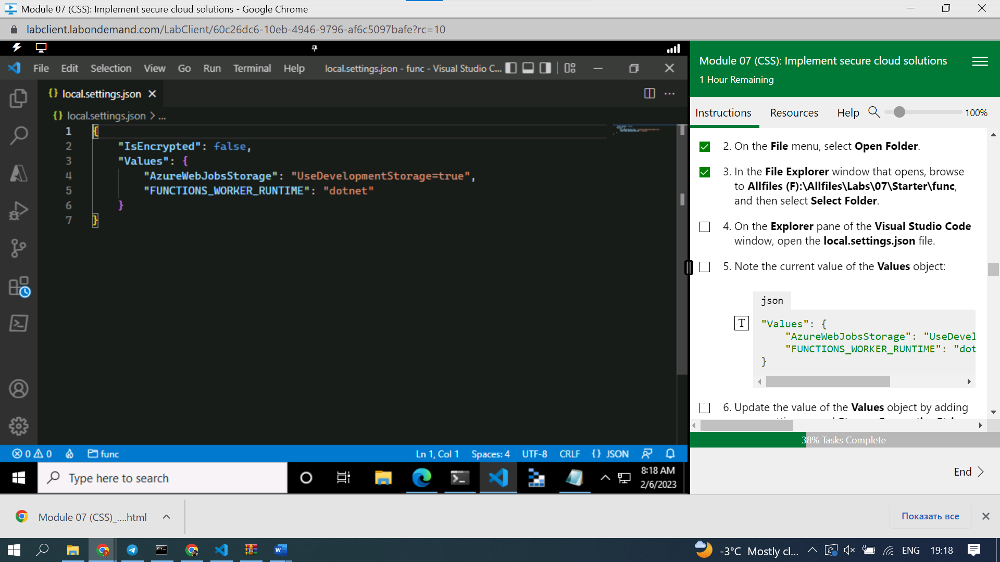 Module 07 (CSS): Implement secure cloud solutions - Google Chrome
labclient.labondemand.com/LabClient/60c26dc6-10eb-4946-9796-af6c5097bafe?rc=10
File Edit Selection View Go Run Terminal Help local.settings.json - func - Visual Studio C...
local.settings.json
{} local.settings.json > ...
1 {
2 "IsEncrypted": false,
3 "Values": {
4 "AzureWebJobsStorage": "UseDevelopmentStorage=true",
5 "FUNCTIONS_WORKER_RUNTIME": "dotnet"
6 }
7 }
0 0 func Ln 1, Col 1 Spaces: 4 UTF-8 CRLF {} JSON
Type here to search
8:18 AM
2/6/2023
Module 07 (CSS): Implement secure cloud solutions
1 Hour Remaining
Instructions Resources Help 100%
2. On the File menu, select Open Folder.
3. In the File Explorer window that opens, browse
to Allfiles (F):\Allfiles\Labs\07\Starter\func,
and then select Select Folder.
4. On the Explorer pane of the Visual Studio Code
window, open the local.settings.json file.
5. Note the current value of the Values object:
json
T
"Values": {
"AzureWebJobsStorage": "UseDevel
"FUNCTIONS_WORKER_RUNTIME": "dot
}
6. Update the value of the Values object by adding
38% Tasks Complete
End
Module 07 (CSS)_....html
Показать все
-3°C Mostly cl... ENG 19:18